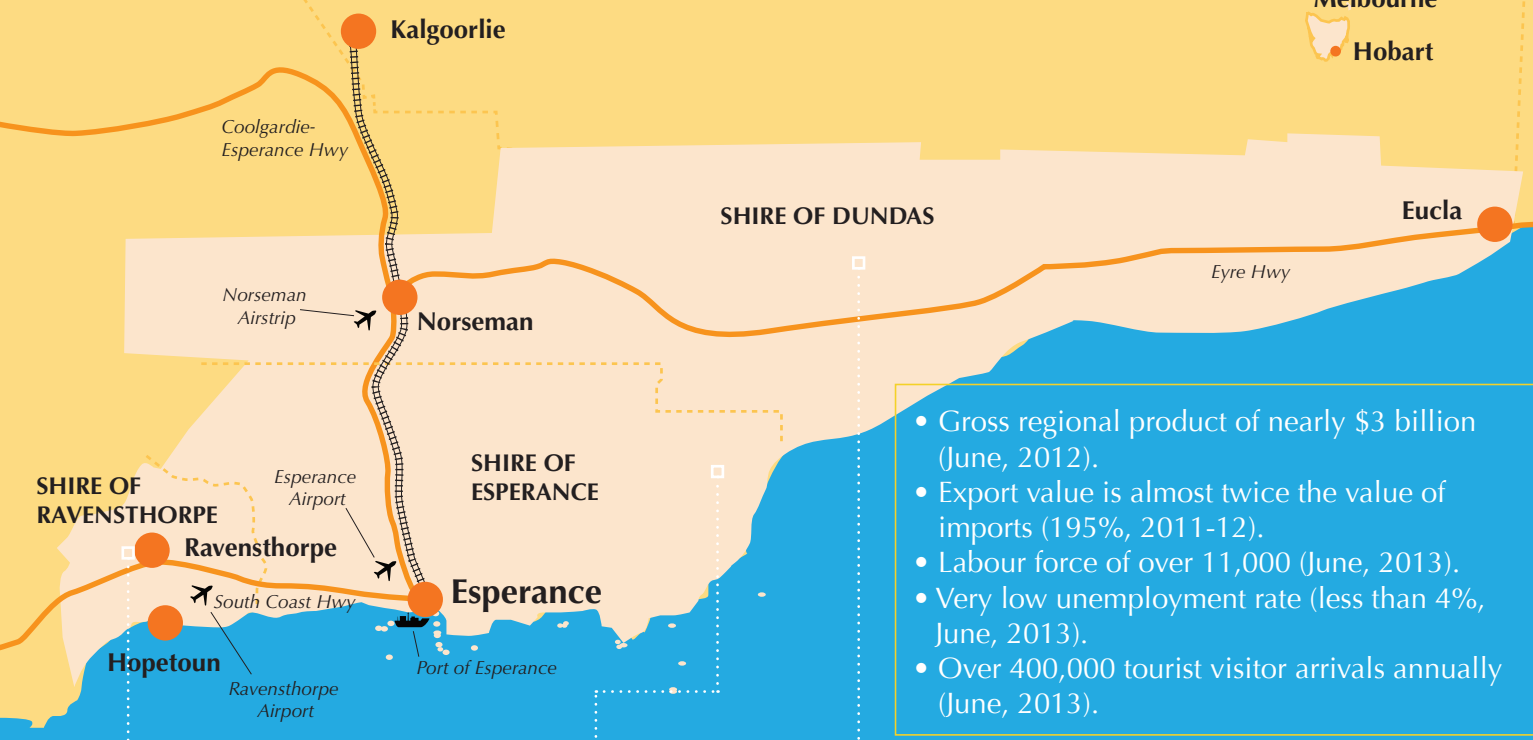 Melbourne
Kalgoorlie
Hobart
Coolgardie-
Esperance Hwy
SHIRE OF DUNDAS
Eucla
Eyre Hwy
Norseman
Airstrip
Norseman
SHIRE OF
ESPERANCE
Esperance
Airport
SHIRE OF
RAVENSTHORPE
Ravensthorpe
Esperance
South Coast Hwy
Hopetoun
Port of Esperance
Ravensthorpe
Airport
• Gross regional product of nearly $3 billion
(June, 2012).
• Export value is almost twice the value of
imports (195%, 2011-12).
• Labour force of over 11,000 (June, 2013).
• Very low unemployment rate (less than 4%,
June, 2013).
• Over 400,000 tourist visitor arrivals annually
(June, 2013).